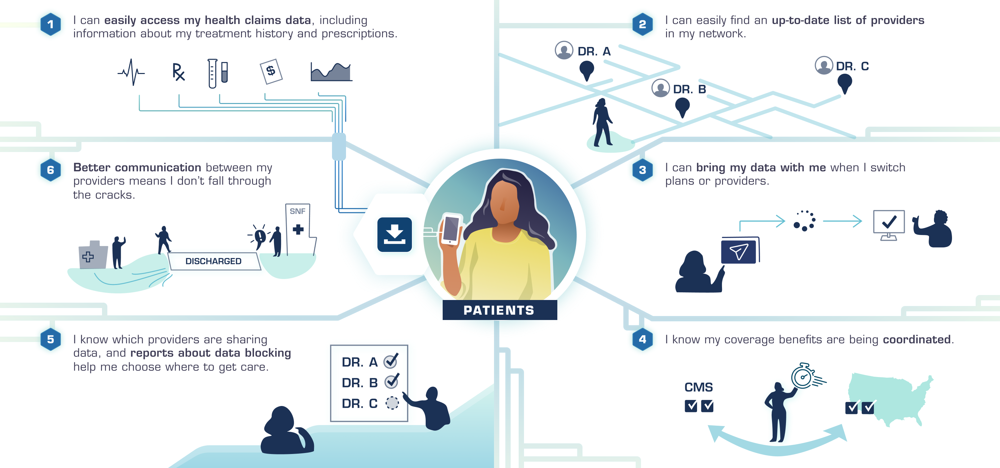 1
I can easily access my health claims data, including
information about my treatment history and prescriptions.
Rx
$
2
I can easily find an up-to-date list of providers
in my network.
DR. A
DR. B
DR. C
3
I can bring my data with me when I switch
plans or providers.
4
I know my coverage benefits are being coordinated.
CMS
5
I know which providers are sharing
data, and reports about data blocking
help me choose where to get care.
DR. A
DR. B
DR. C
6
Better communication between my
providers means I don’t fall through
the cracks.
SNF
!
DISCHARGED
PATIENTS